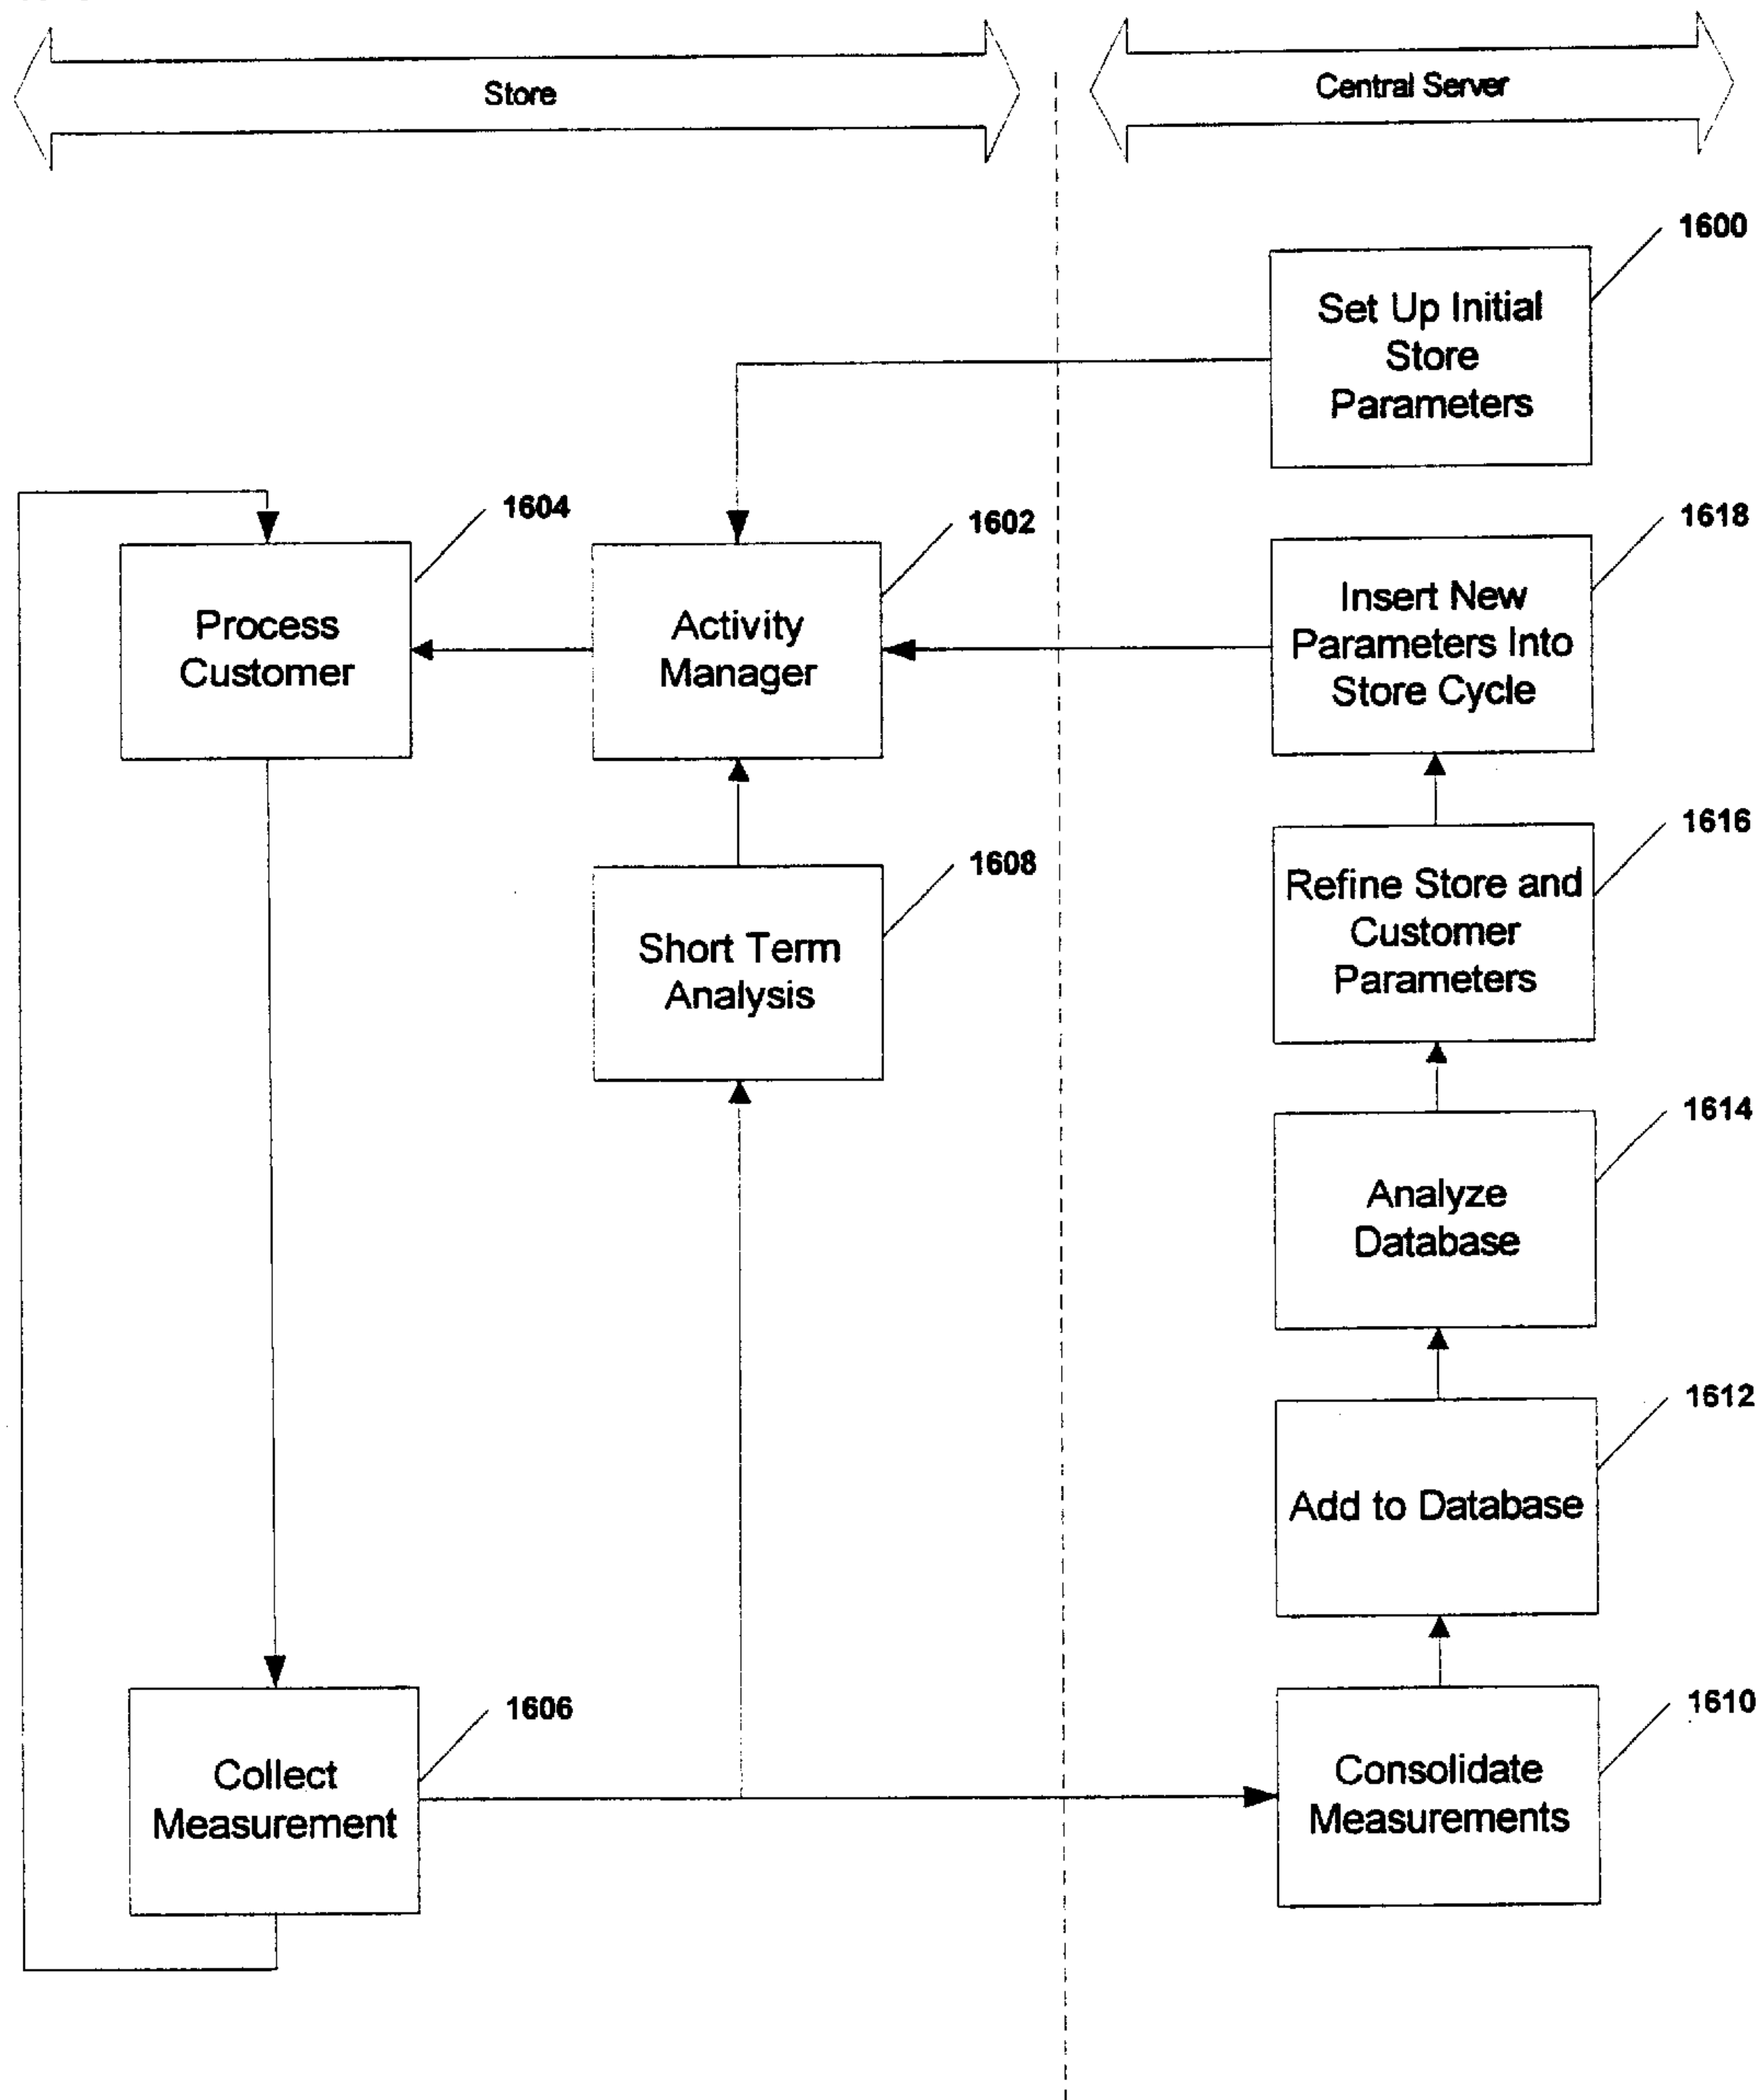 Store
Central Server
1600
Set Up Initial
Store
Parameters
1604
Process
Customer
1602
Activity
Manager
1618
Insert New
Parameters Into
Store Cycle
1608
Short Term
Analysis
1616
Refine Store and
Customer
Parameters
1614
Analyze
Database
1612
Add to Database
1606
Collect
Measurement
1610
Consolidate
Measurements